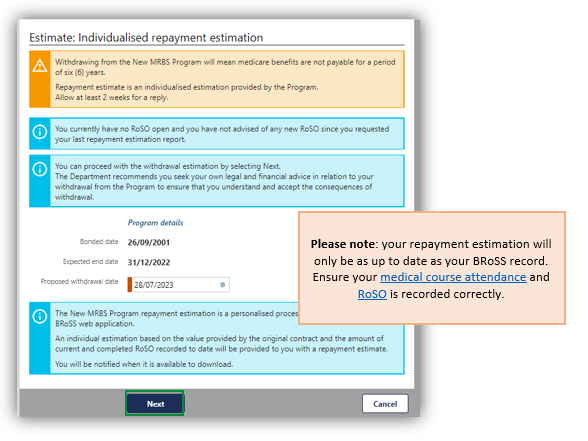 Estimate: Individualised repayment estimation
Withdrawing from the New MRBS Program will mean medicare benefits are not payable for a period
of six (6) years.
Repayment estimate is an individualised estimation provided by the Program.
Allow at least 2 weeks for a reply.
You currently have no RoSO open and you have not advised of any new RoSO since you requested
your last repayment estimation report.
You can proceed with the withdrawal estimation by selecting Next.
The Department recommends you seek your own legal and financial advice in relation to your
withdrawal from the Program to ensure that you understand and accept the consequences of
withdrawal.
Program details
Bonded date 26/09/2001
Expected end date 31/12/2022
Proposed withdrawal date 28/07/2023
Please note: your repayment estimation will
only be as up to date as your BRoSS record.
Ensure your medical course attendance and
RoSO is recorded correctly.
The New MRBS Program repayment estimation is a personalised proces
BRoSS web application.
An individual estimation based on the value provided by the original contract and the amount of
current and completed RoSO recorded to date will be provided to you with a repayment estimate.
You will be notified when it is available to download.
Next Cancel